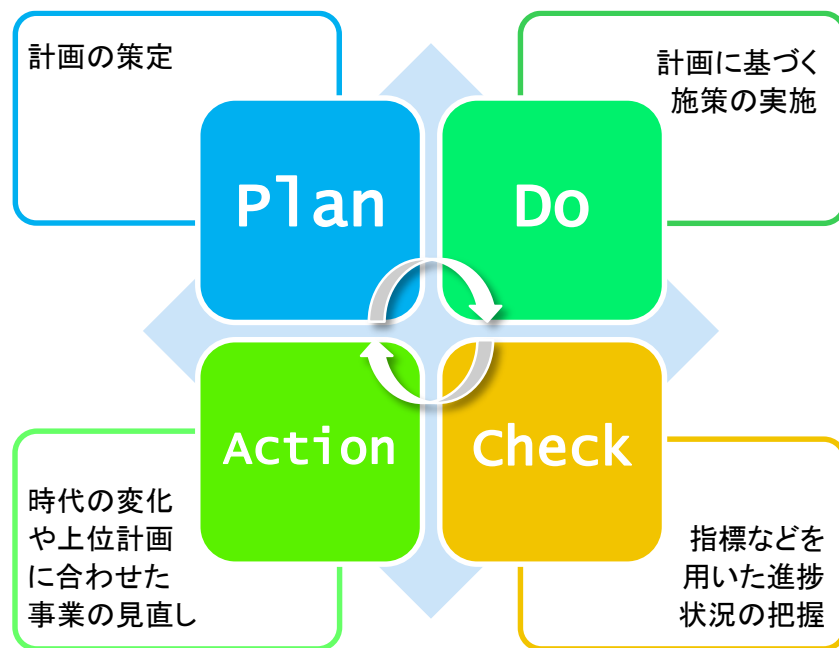 計画の策定
計画に基づく
施策の実施
Plan
Do
Action
Check
時代の変化
や上位計画
に合わせた
事業の見直し
指標などを
用いた進捗
状況の把握